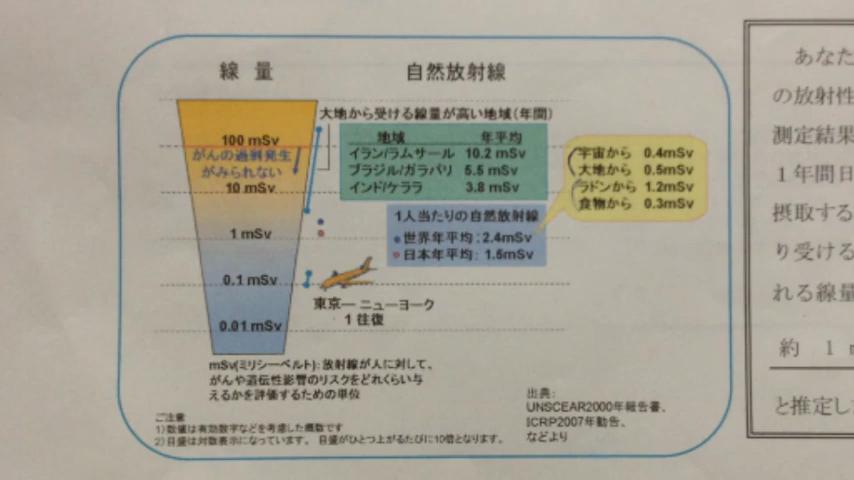 線量
自然放射線
大地から受ける線量が高い地域(年間)
100 mSv
がんの過剰発生
がみられない
10 mSv
1 mSv
0.1 mSv
0.01 mSv
地域 年平均
イラン/ラムサール 10.2 mSv
ブラジル/ガラパリ 5.5 mSv
インド/ケララ 3.8 mSv
宇宙から 0.4mSv
大地から 0.5mSv
ラドンから 1.2mSv
食物から 0.3mSv
1人当たりの自然放射線
世界年平均:2.4mSv
日本年平均:1.5mSv
東京ー ニューヨーク
1 往復
mSv(ミリシーベルト): 放射線が人に対して、
がんや遺伝性影響のリスクをどれくらい与
えるかを評価するための単位
ご注意
1)数値は有効数字などを考慮した概数です
2)目盛は対数表示になっています。 目盛がひとつ上がるたびに10倍となります。
出典:
UNSCEAR2000年報告書、
ICRP2007年勧告、
などより
あなた
の放射性
測定結果
1年間日
摂取する
り受ける
れる線量
約 1 m
と推定し